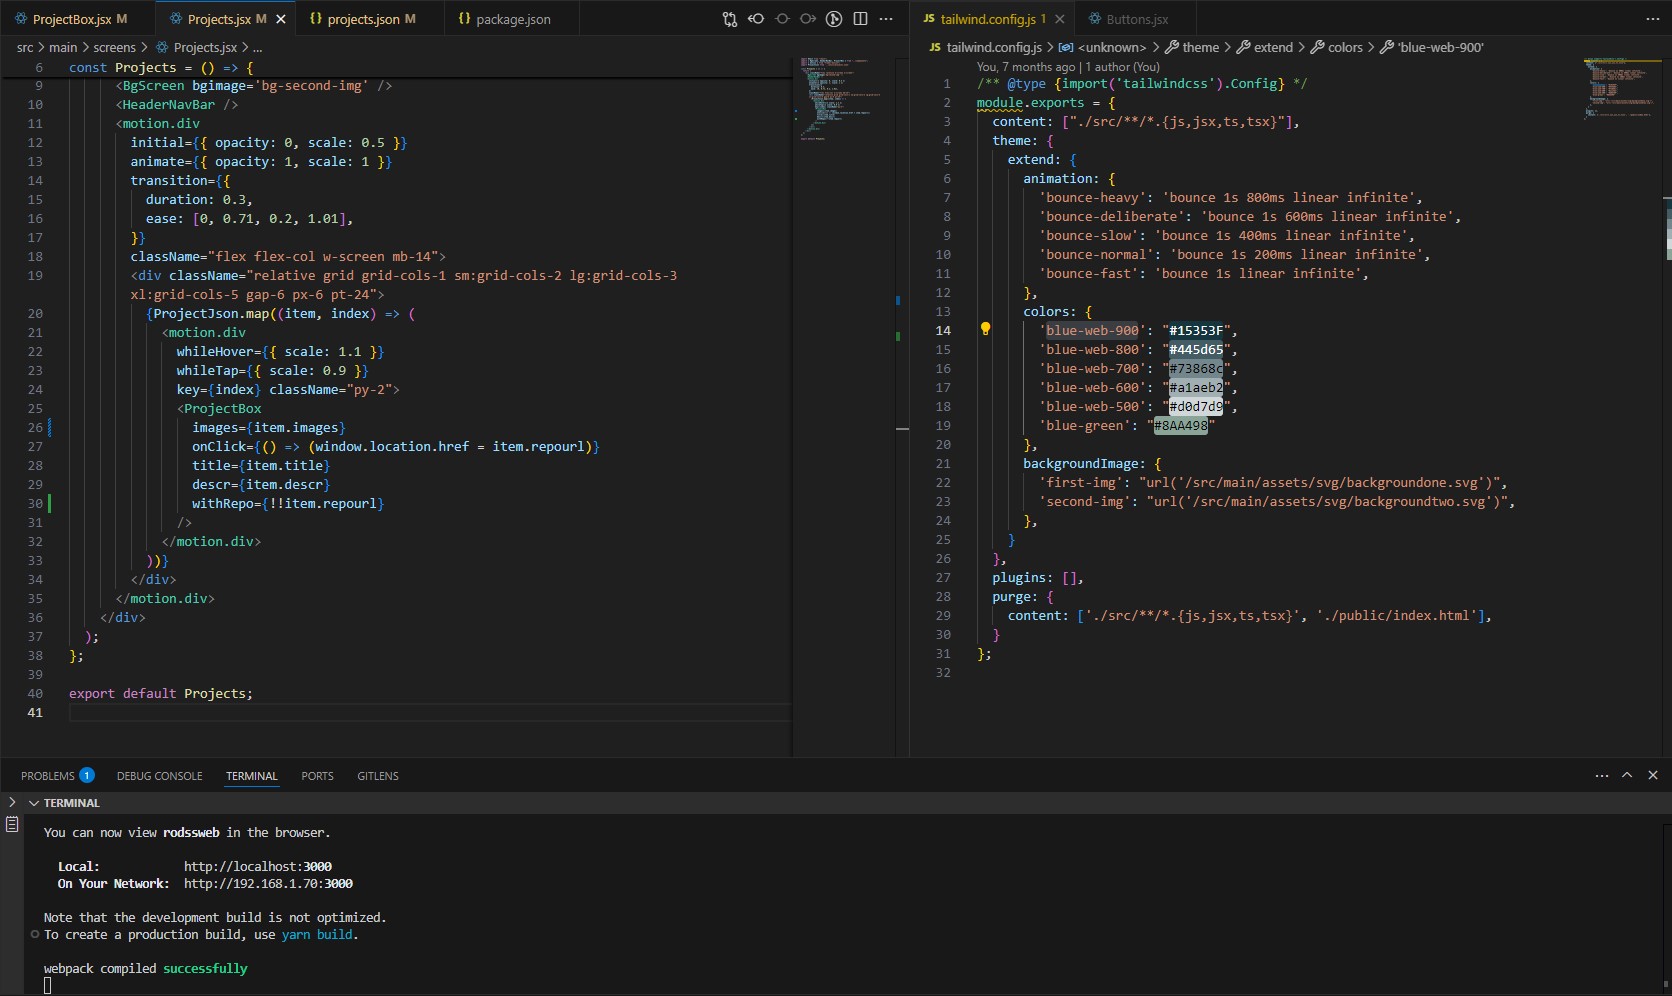 ProjectBox.jsx M
Projects.jsx M
projects.json M
package.json
src > main > screens > Projects.jsx > ...
6 const Projects = () => {
9 <BgScreen bgimage='bg-second-img' />
10 <HeaderNavBar />
11 <motion.div
12 initial={{ opacity: 0, scale: 0.5 }}
13 animate={{ opacity: 1, scale: 1 }}
14 transition={{
15 duration: 0.3,
16 ease: [0, 0.71, 0.2, 1.01],
17 }}
18 className="flex flex-col w-screen mb-14">
19 <div className="relative grid grid-cols-1 sm:grid-cols-2 lg:grid-cols-3
xl:grid-cols-5 gap-6 px-6 pt-24">
20 {ProjectJson.map((item, index) => (
21 <motion.div
22 whileHover={{ scale: 1.1 }}
23 whileTap={{ scale: 0.9 }}
24 key={index} className="py-2">
25 <ProjectBox
26 images={item.images}
27 onClick={() => (window.location.href = item.repourl)}
28 title={item.title}
29 descr={item.descr}
30 withRepo={!!item.repourl}
31 />
32 </motion.div>
33 ))}
34 </div>
35 </motion.div>
36 </div>
37 );
38 };
39
40 export default Projects;
41
JS tailwind.config.js 1
Buttons.jsx
JS tailwind.config.js > <unknown> > theme > extend > colors > 'blue-web-900'
You, 7 months ago | 1 author (You)
1 /** @type {import('tailwindcss').Config} */
2 module.exports = {
3 content: ["./src/**/*.{js,jsx,ts,tsx}"],
4 theme: {
5 extend: {
6 animation: {
7 'bounce-heavy': 'bounce 1s 800ms linear infinite',
8 'bounce-deliberate': 'bounce 1s 600ms linear infinite',
9 'bounce-slow': 'bounce 1s 400ms linear infinite',
10 'bounce-normal': 'bounce 1s 200ms linear infinite',
11 'bounce-fast': 'bounce 1s linear infinite',
12 },
13 colors: {
14 'blue-web-900': "#15353F",
15 'blue-web-800': "#445d65",
16 'blue-web-700': "#73868c",
17 'blue-web-600': "#a1aeb2",
18 'blue-web-500': "#d0d7d9",
19 'blue-green': "#8AA498"
20 },
21 backgroundImage: {
22 'first-img': "url('/src/main/assets/svg/backgroundone.svg')",
23 'second-img': "url('/src/main/assets/svg/backgroundtwo.svg')",
24 },
25 }
26 },
27 plugins: [],
28 purge: {
29 content: ['./src/**/*.{js,jsx,ts,tsx}', './public/index.html'],
30 }
31 };
32
PROBLEMS 1 DEBUG CONSOLE TERMINAL PORTS GITLENS
TERMINAL
You can now view rodssweb in the browser.
Local: http://localhost:3000
On Your Network: http://192.168.1.70:3000
Note that the development build is not optimized.
To create a production build, use yarn build.
webpack compiled successfully